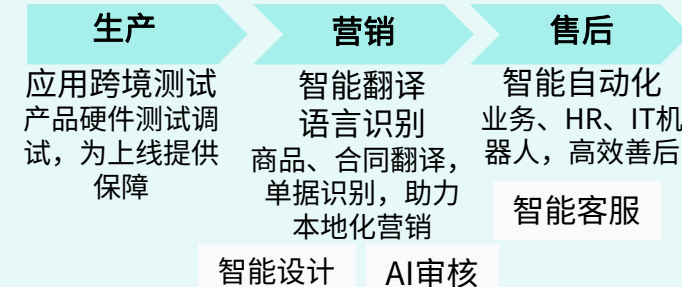 生产
应用跨境测试
产品硬件测试调
试，为上线提供
保障
营销
智能翻译
语言识别
商品、合同翻译，
单据识别，助力
本地化营销
售后
智能自动化
业务、HR、IT机
器人，高效善后
智能客服
智能设计
AI审核